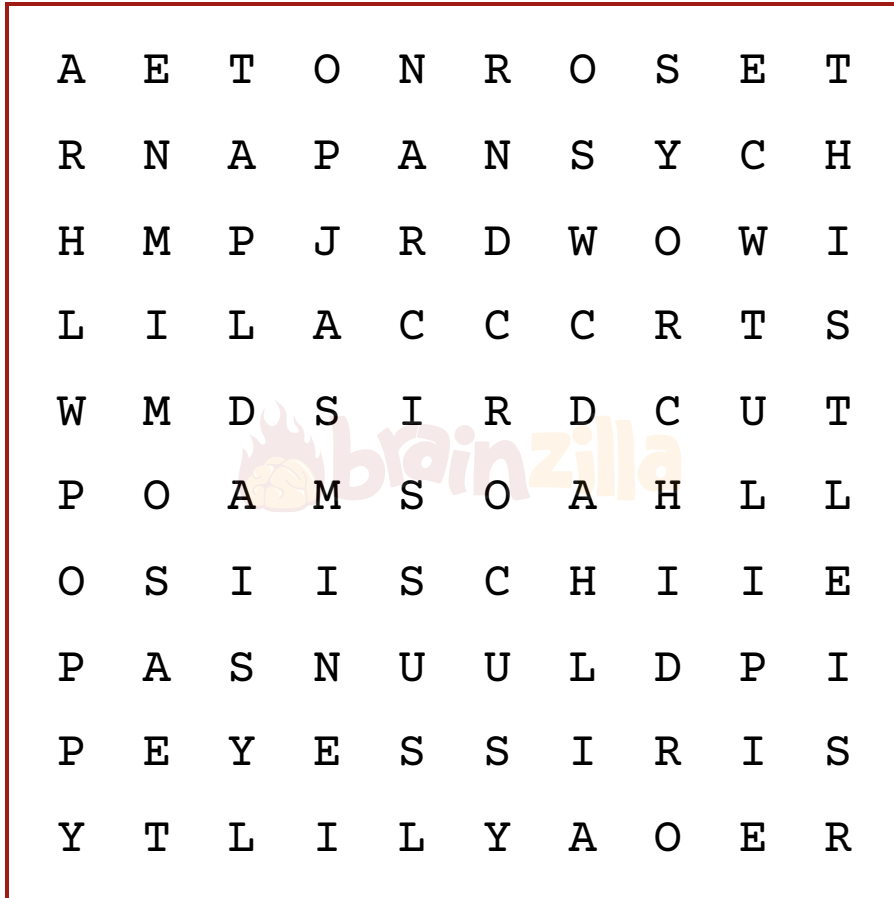 A E T O N R O S E T
R N A P A N S Y C H
H M P J R D W O W I
L I L A C C C R T S
W M D S I R D C U T
P O A M S O A H L L
O S I I S C H I I E
P A S N U U L D P I
P E Y E S S I R I S
Y T L I L Y A O E R
brainzilla